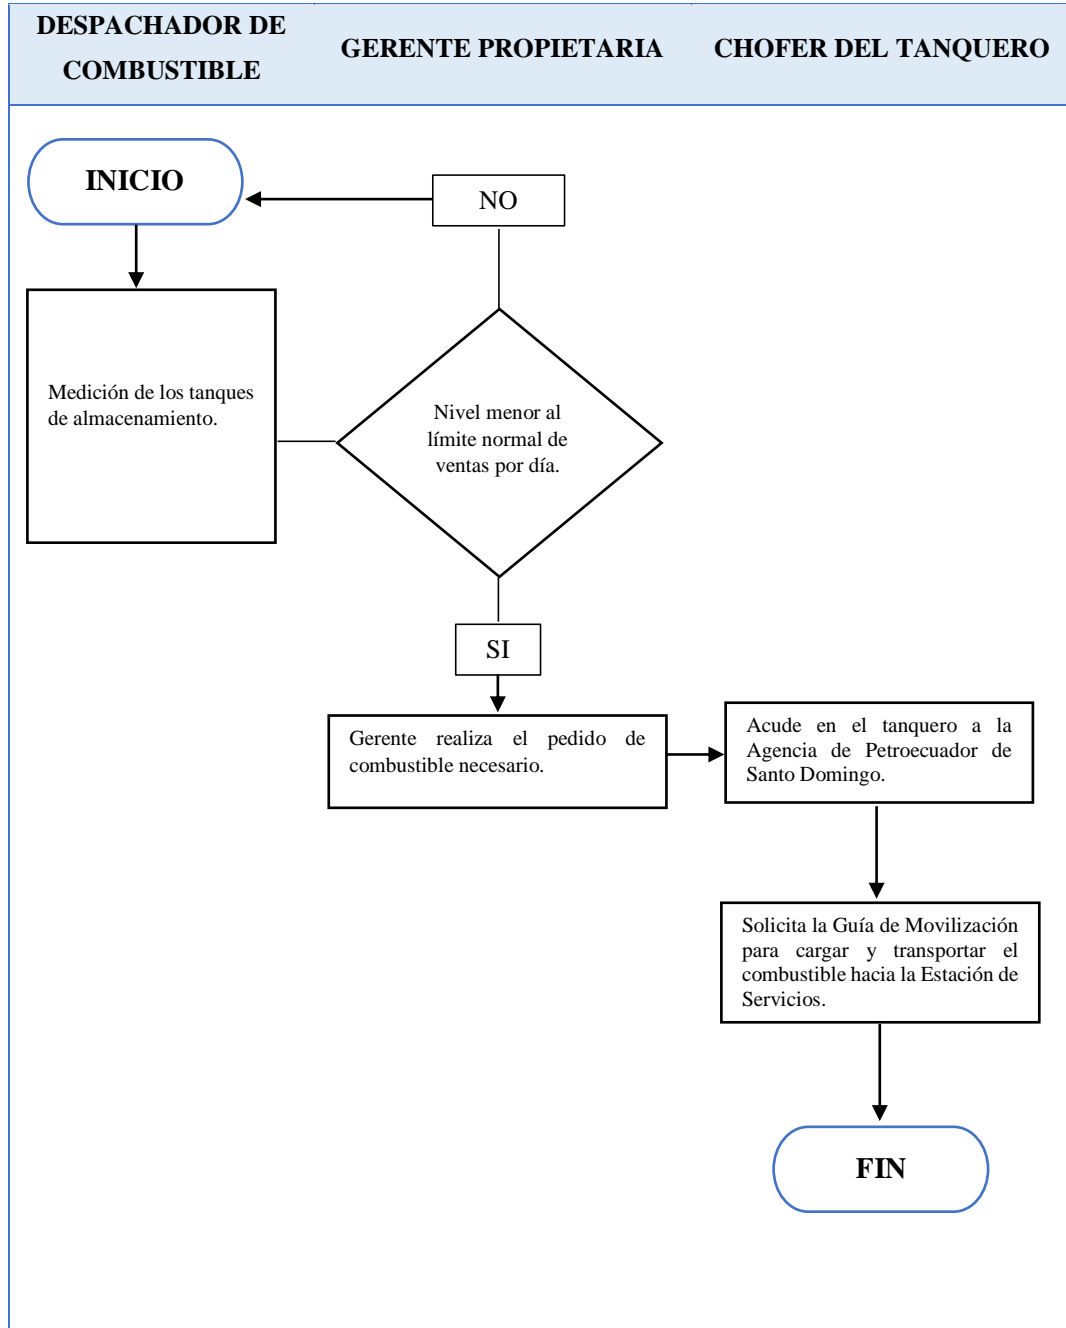 DESPACHADOR DE
COMBUSTIBLE
GERENTE PROPIETARIA
CHOFER DEL TANQUERO
INICIO
NO
Medición de los tanques
de almacenamiento.
Nivel menor al
límite normal de
ventas por día.
SI
Gerente realiza el pedido de
combustible necesario.
Acude en el tanquero a la
Agencia de Petroecuador de
Santo Domingo.
Solicita la Guía de Movilización
para cargar y transportar el
combustible hacia la Estación de
Servicios.
FIN